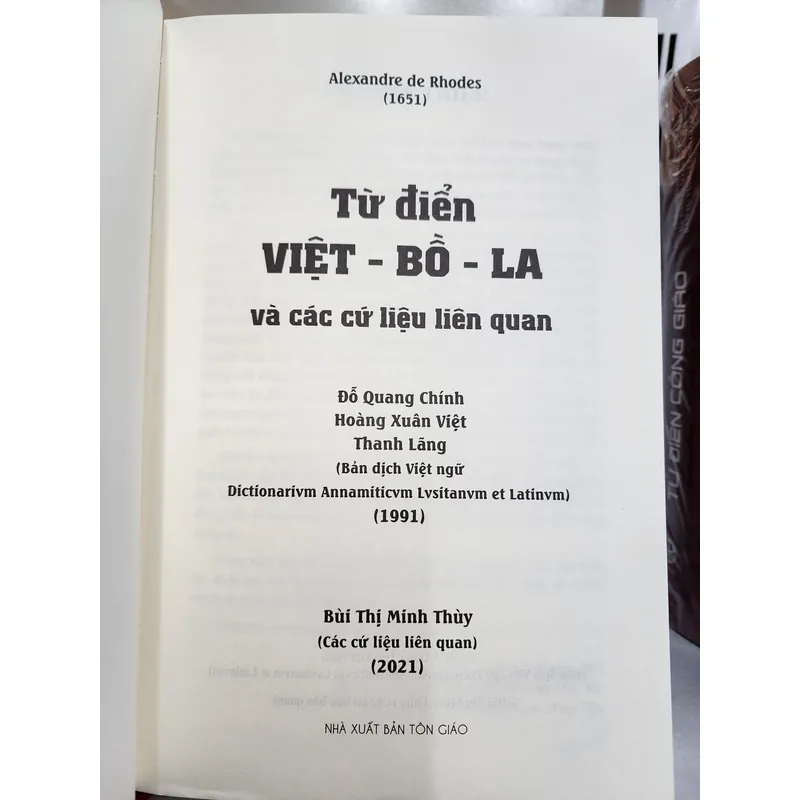 Alexandre de Rhodes
(1651)
Từ điển
VIỆT - BỒ - LA
và các cứ liệu liên quan
Đỗ Quang Chính
Hoàng Xuân Việt
Thanh Lãng
(Bản dịch Việt ngữ
Dictionarivm Annamiticvm Lvsitanvm et Latinvm)
(1991)
Bùi Thị Minh Thùy
(Các cứ liệu liên quan)
(2021)
NHÀ XUẤT BẢN TÔN GIÁO
TỪ ĐIỂN CÔNG GIÁO